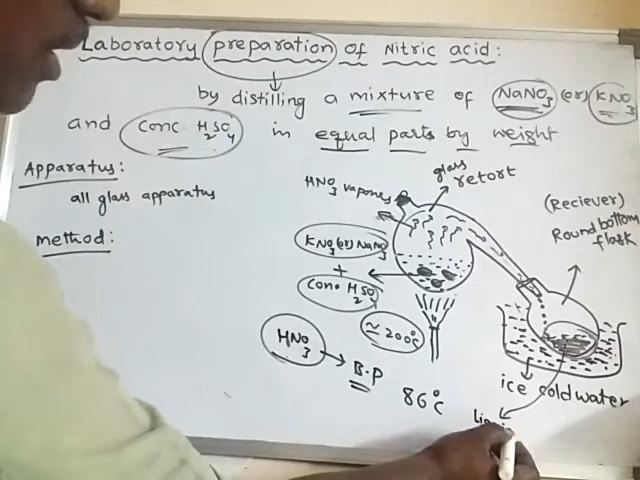 Laboratory preparation of Nitric acid:
by distilling a mixture of NaNO3 (or) KNO3
and Conc. H2SO4 in equal parts by weight
Apparatus:
all glass apparatus
method:
glass
retort
HNO3 vapones
(Reciever)
Round bottom
flask
KNO3 (or) NaNO3
+
Conc H2SO4
≈ 200°C
HNO3 → B.P
86°C
ice cold water